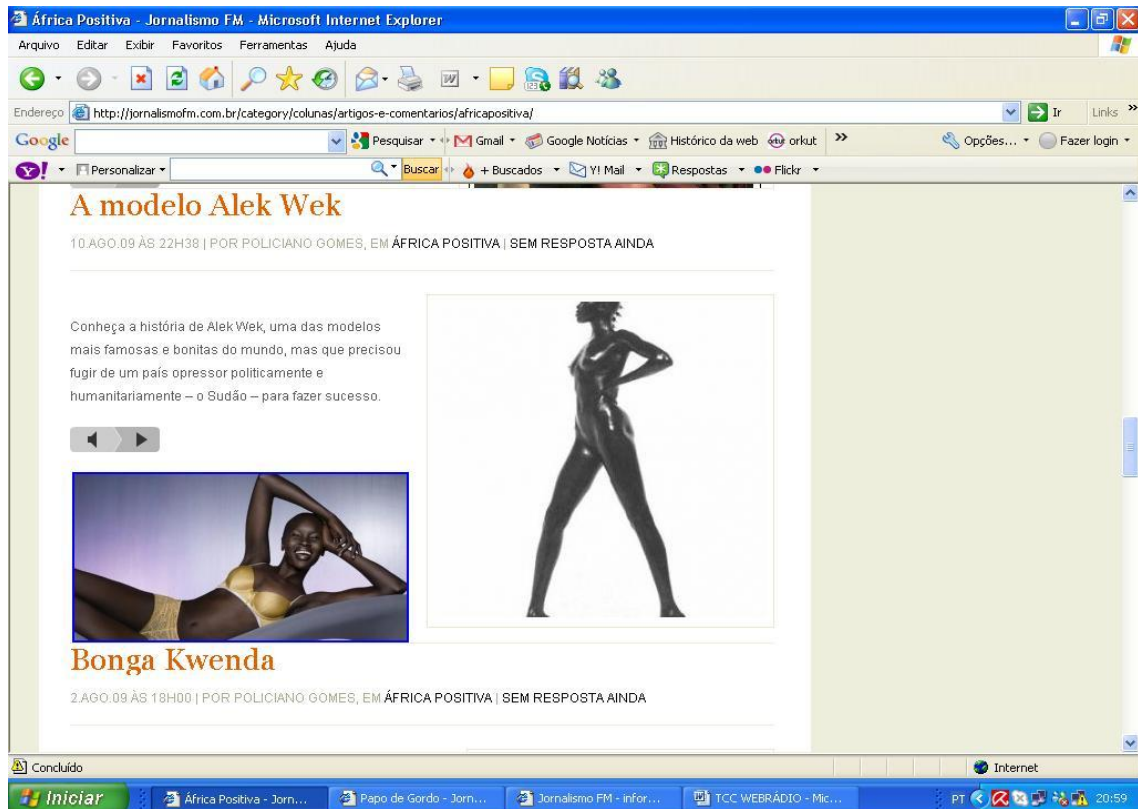 África Positiva - Jornalismo FM - Microsoft Internet Explorer
Arquivo Editar Exibir Favoritos Ferramentas Ajuda
Endereço http://jornalismofm.com.br/category/colunas/artigos-e-comentarios/africapositiva/ Ir Links »
Google Pesquisar Gmail Google Notícias Histórico da web orkut » Opções... Fazer login
Y! Personalizar Buscar + Buscados Y! Mail Respostas Flickr
A modelo Alek Wek
10.AGO.09 ÀS 22H38 | POR POLICIANO GOMES, EM ÁFRICA POSITIVA | SEM RESPOSTA AINDA
Conheça a história de Alek Wek, uma das modelos
mais famosas e bonitas do mundo, mas que precisou
fugir de um país opressor politicamente e
humanitariamente – o Sudão – para fazer sucesso.
Bonga Kwenda
2.AGO.09 ÀS 18H00 | POR POLICIANO GOMES, EM ÁFRICA POSITIVA | SEM RESPOSTA AINDA
Concluído Internet
Iniciar África Positiva - Jorn... Papo de Gordo - Jorn... Jornalismo FM - infor... TCC WEBRÁDIO - Mic... PT 20:59